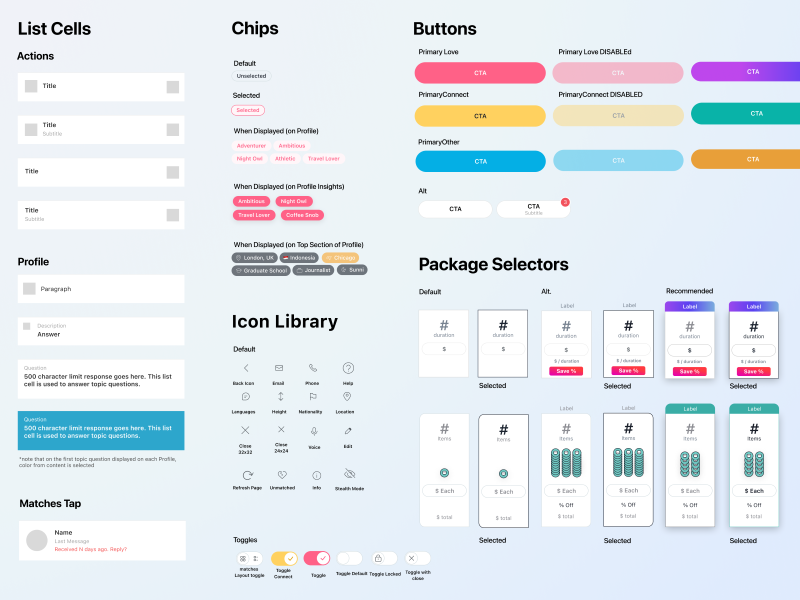 List Cells
Actions
Title
Title
Subtitle
Title
Title
Subtitle
Profile
Paragraph
Description
Answer
Question
500 character limit response goes here. This list
cell is used to answer topic questions.
Question
500 character limit response goes here. This list
cell is used to answer topic questions.
*note that on the first topic question displayed on each Profile,
color from content is selected
Matches Tap
Name
Last Message
Received N days ago. Reply?
Chips
Default
Unselected
Selected
Selected
When Displayed (on Profile)
Adventurer Ambitious
Night Owl Athletic Travel Lover
When Displayed (on Profile Insights)
Ambitious Night Owl
Travel Lover Coffee Snob
When Displayed (on Top Section of Profile)
London, UK Indonesia Chicago
Graduate School Journalist Sunni
Icon Library
Default
Back Icon Email Phone Help
Languages Height Nationality Location
Close
32x32
Close
24x24
Voice Edit
Refresh Page Unmatched Info Stealth Mode
Toggles
matches
Layout toggle
Toggle
Connect
Toggle
Toggle Default
Toggle Locked
Toggle with
close
Buttons
Primary Love Primary Love DISABLEd
CTA CTA CTA
PrimaryConnect PrimaryConnect DISABLED
CTA CTA CTA
PrimaryOther
CTA CTA CTA
Alt
CTA
CTA
Subtitle
3
Package Selectors
Default Alt. Recommended
Label Label Label Label
# # # # # #
duration duration duration duration duration duration
$ $ $ $ $ $
$ / duration $ / duration $ / duration $ / duration
Save % Save % Save % Save %
Selected Selected Selected
Label Label Label Label
# # # # # #
Items Items Items Items Items Items
$ Each $ Each $ Each $ Each $ Each $ Each
% Off % Off % Off % Off
$ total $ total $ total $ total $ total $ total
Selected Selected Selected